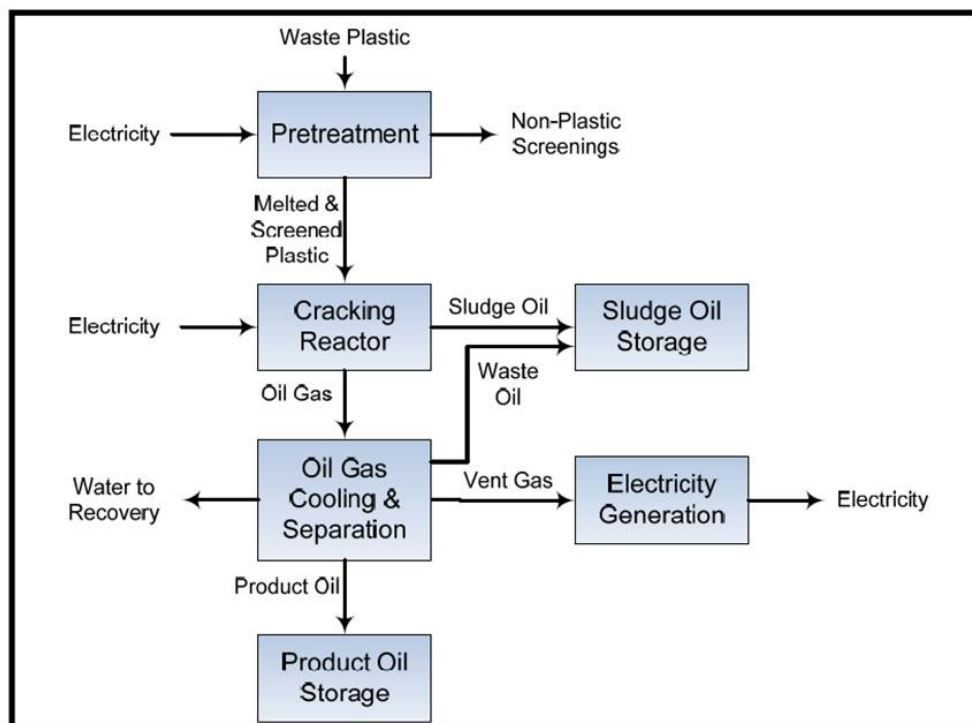 Waste Plastic
Electricity
Pretreatment
Non-Plastic
Screenings
Melted &
Screened
Plastic
Electricity
Cracking
Reactor
Sludge Oil
Sludge Oil
Storage
Waste
Oil
Oil Gas
Water to
Recovery
Oil Gas
Cooling &
Separation
Vent Gas
Electricity
Generation
Electricity
Product Oil
Product Oil
Storage